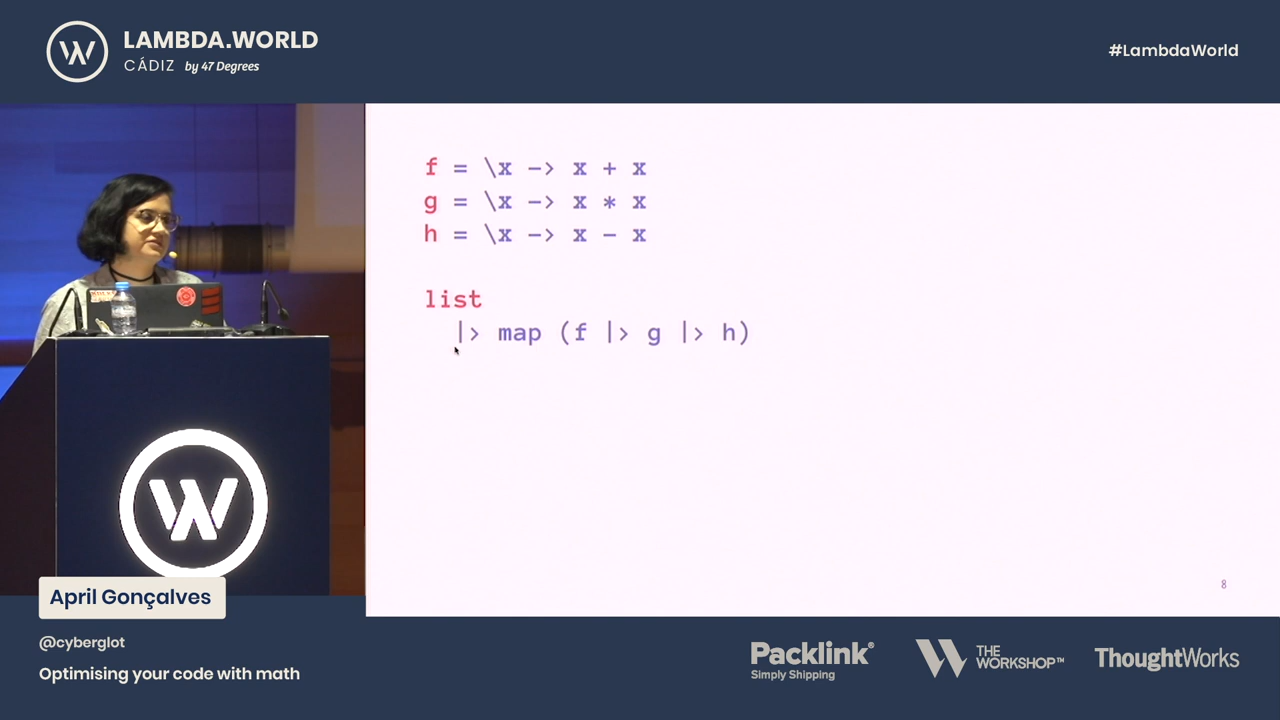 LAMBDA.WORLD
CÁDIZ by 47 Degrees
#LambdaWorld
f = \x -> x + x
g = \x -> x * x
h = \x -> x - x
list
|> map (f |> g |> h)
8
April Gonçalves
@cyberglot
Optimising your code with math
Packlink®
Simply Shipping
THE
WORKSHOP™
ThoughtWorks